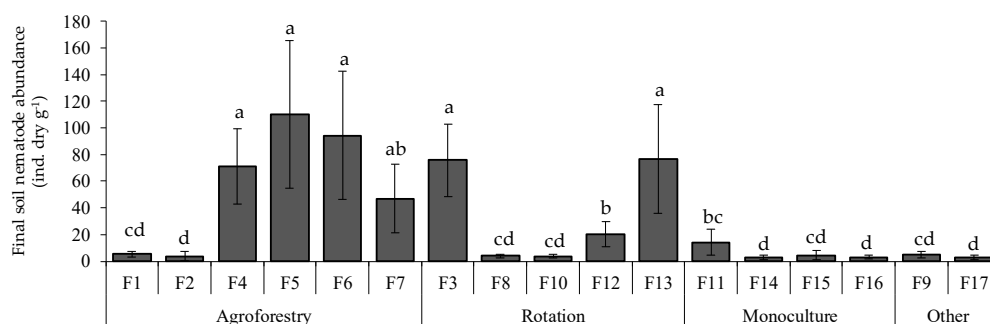 Final soil nematode abundance
(ind. dry g⁻¹)
180
160
140
120
100
80
60
40
20
0
cd d a a a ab a cd cd b a bc d cd d cd d
F1 F2 F4 F5 F6 F7 F3 F8 F10 F12 F13 F11 F14 F15 F16 F9 F17
Agroforestry Rotation Monoculture Other